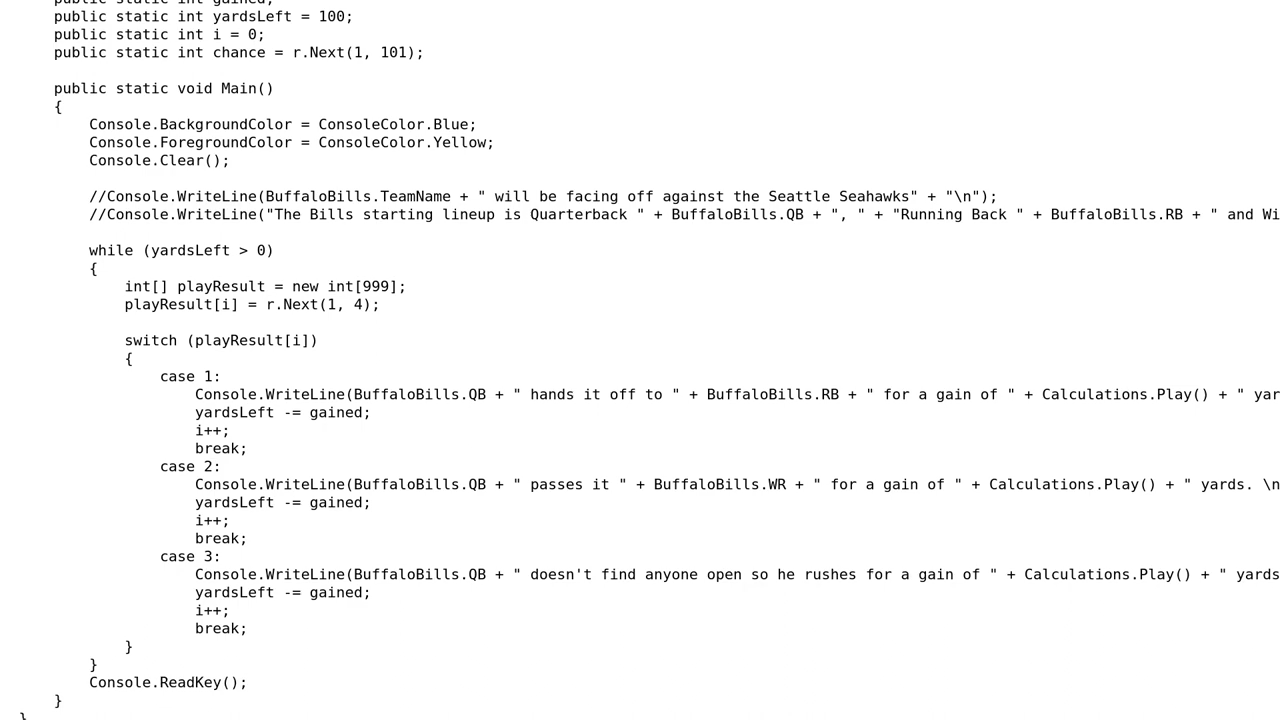 public static int gained;
public static int yardsLeft = 100;
public static int i = 0;
public static int chance = r.Next(1, 101);
public static void Main()
{
Console.BackgroundColor = ConsoleColor.Blue;
Console.ForegroundColor = ConsoleColor.Yellow;
Console.Clear();
//Console.WriteLine(BuffaloBills.TeamName + " will be facing off against the Seattle Seahawks" + "\n");
//Console.WriteLine("The Bills starting lineup is Quarterback " + BuffaloBills.QB + ", " + "Running Back " + BuffaloBills.RB + " and Wi
while (yardsLeft > 0)
{
int[] playResult = new int[999];
playResult[i] = r.Next(1, 4);
switch (playResult[i])
{
case 1:
Console.WriteLine(BuffaloBills.QB + " hands it off to " + BuffaloBills.RB + " for a gain of " + Calculations.Play() + " yar
yardsLeft -= gained;
i++;
break;
case 2:
Console.WriteLine(BuffaloBills.QB + " passes it " + BuffaloBills.WR + " for a gain of " + Calculations.Play() + " yards. \n
yardsLeft -= gained;
i++;
break;
case 3:
Console.WriteLine(BuffaloBills.QB + " doesn't find anyone open so he rushes for a gain of " + Calculations.Play() + " yards
yardsLeft -= gained;
i++;
break;
}
}
Console.ReadKey();
}
}